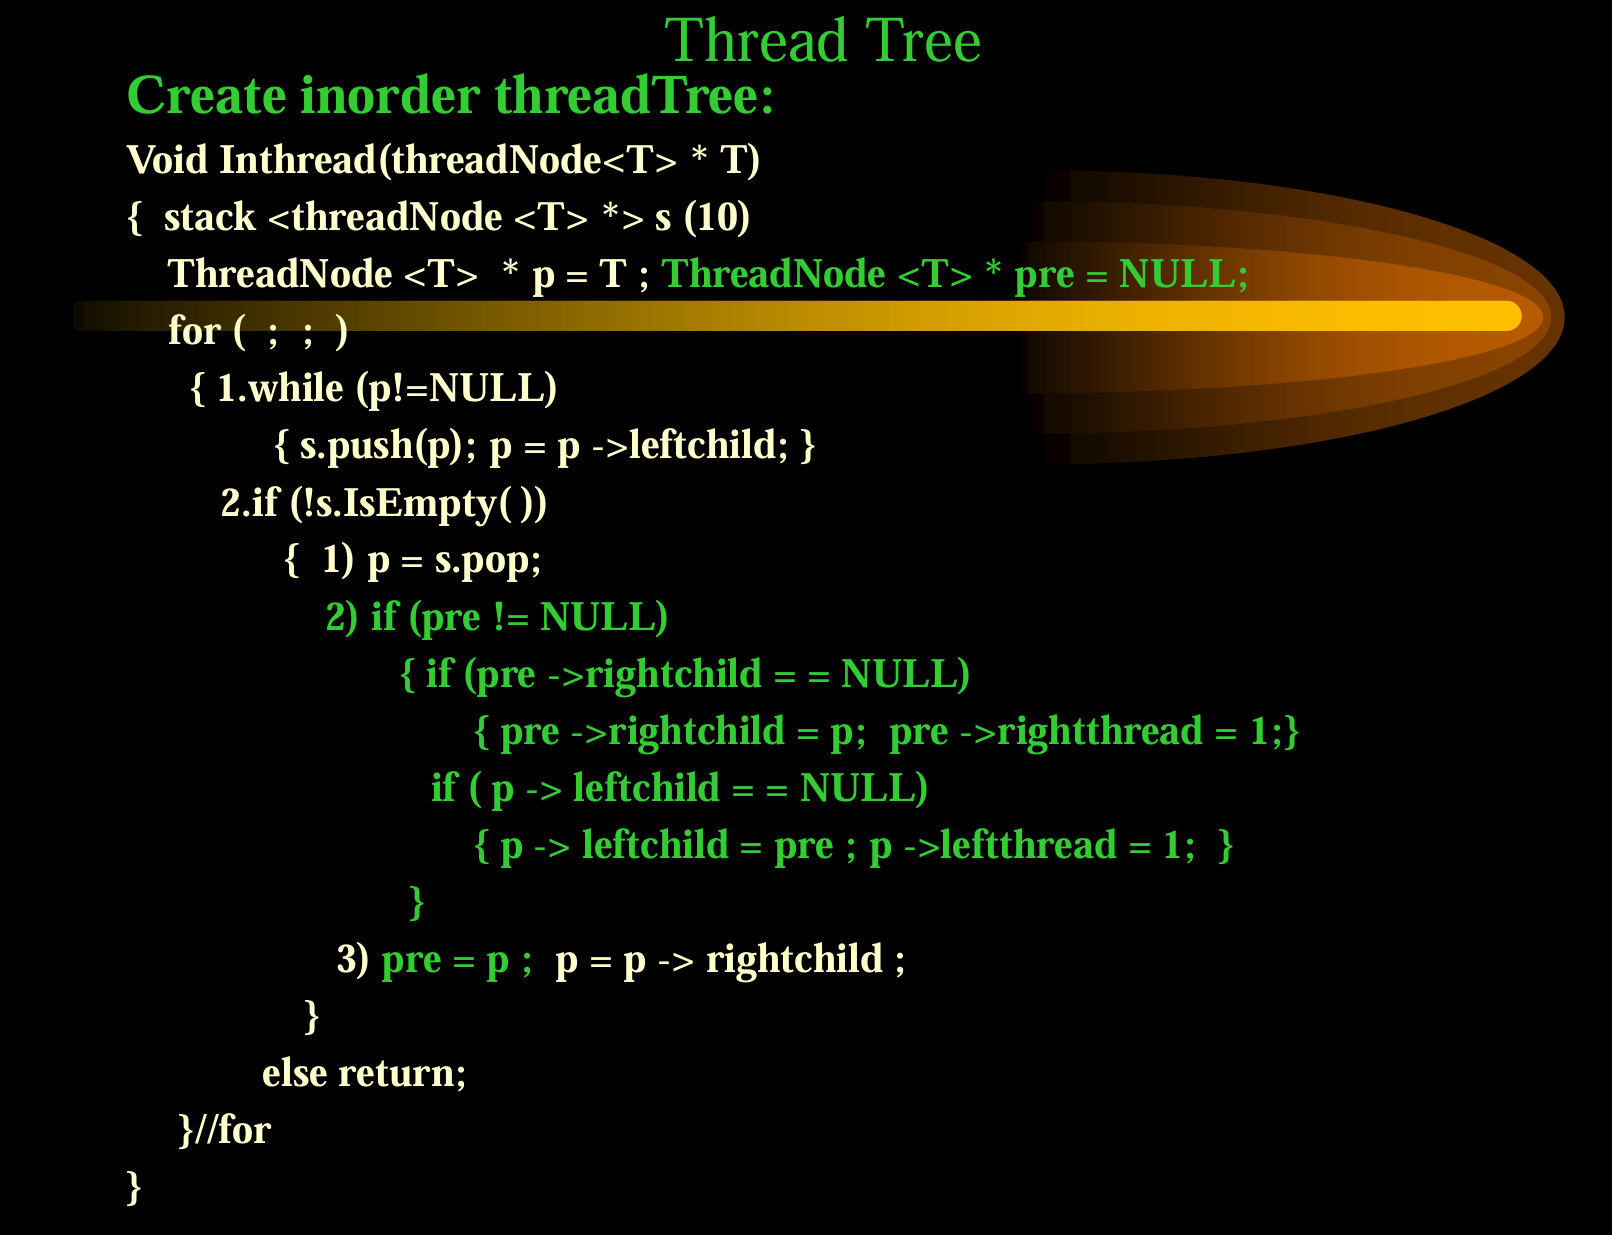 Thread Tree
Create inorder threadTree:
Void Inthread(threadNode<T> * T)
{ stack <threadNode <T> *> s (10)
ThreadNode <T> * p = T ; ThreadNode <T> * pre = NULL;
for ( ; ; )
{ 1.while (p!=NULL)
{ s.push(p); p = p ->leftchild; }
2.if (!s.IsEmpty( ))
{ 1) p = s.pop;
2) if (pre != NULL)
{ if (pre ->rightchild = = NULL)
{ pre ->rightchild = p; pre ->rightthread = 1;}
if ( p -> leftchild = = NULL)
{ p -> leftchild = pre ; p ->leftthread = 1; }
}
3) pre = p ; p = p -> rightchild ;
}
else return;
}//for
}